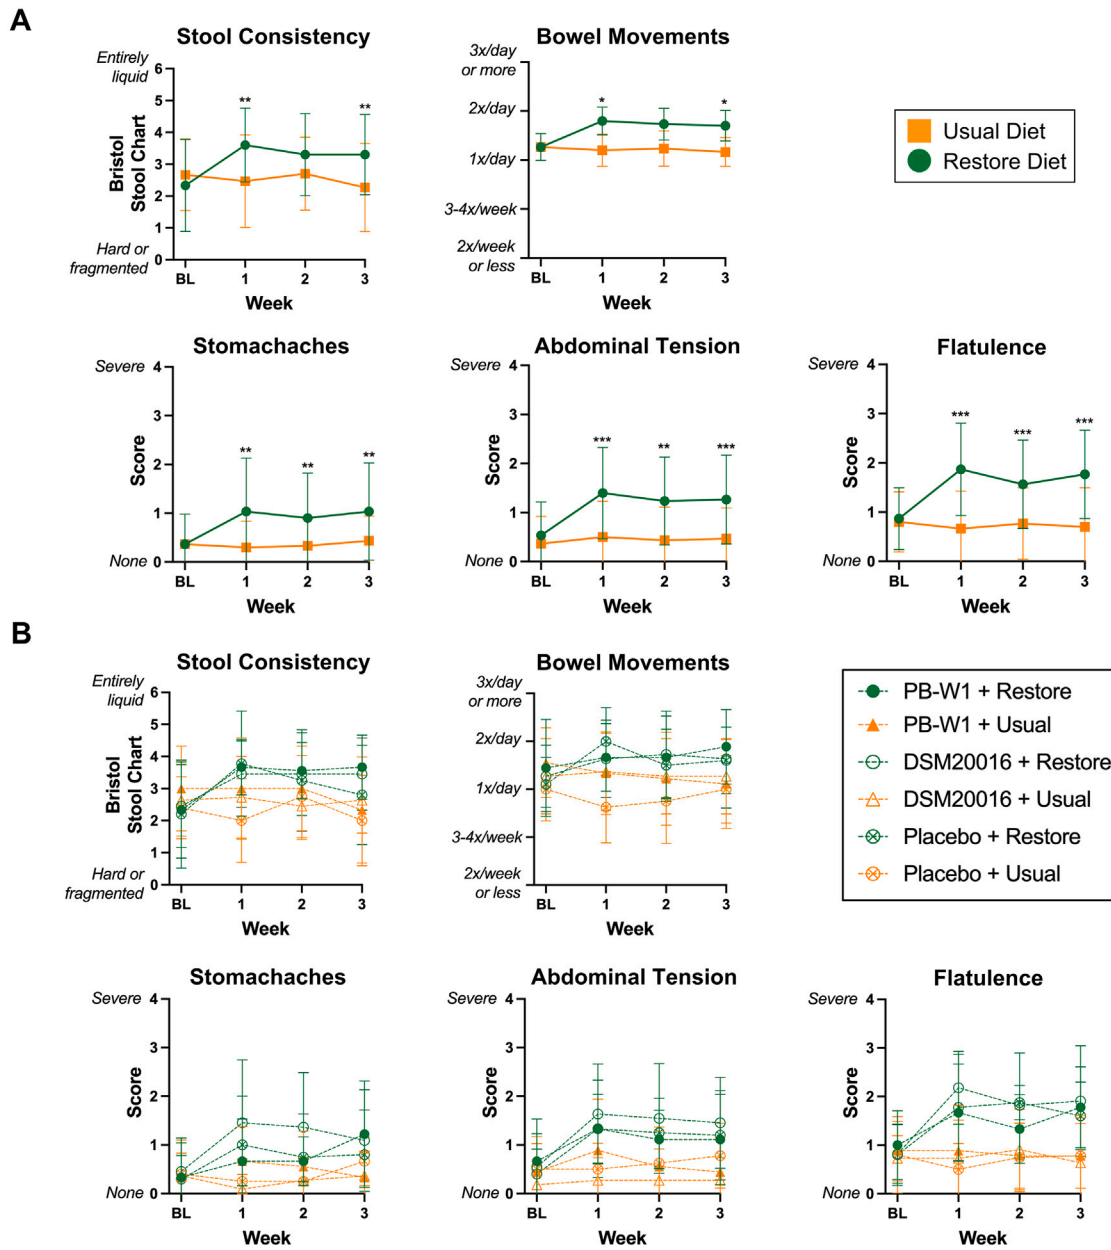 A
Stool Consistency
Entirely
liquid
6
5
4
3
2
1
0
Bristol
Stool Chart
Hard or
fragmented
** **
BL 1 2 3
Week
Bowel Movements
3x/day
or more
2x/day
1x/day
3-4x/week
2x/week
or less
* *
BL 1 2 3
Week
Usual Diet
Restore Diet
Stomachaches
Severe 4
3
2
1
None 0
Score
** ** **
BL 1 2 3
Week
Abdominal Tension
Severe 4
3
2
1
None 0
Score
*** ** ***
BL 1 2 3
Week
Flatulence
Severe 4
3
2
1
None 0
Score
*** *** ***
BL 1 2 3
Week
B
Stool Consistency
Entirely
liquid
6
5
4
3
2
1
0
Bristol
Stool Chart
Hard or
fragmented
BL 1 2 3
Week
Bowel Movements
3x/day
or more
2x/day
1x/day
3-4x/week
2x/week
or less
BL 1 2 3
Week
PB-W1 + Restore
PB-W1 + Usual
DSM20016 + Restore
DSM20016 + Usual
Placebo + Restore
Placebo + Usual
Stomachaches
Severe 4
3
2
1
None 0
Score
BL 1 2 3
Week
Abdominal Tension
Severe 4
3
2
1
None 0
Score
BL 1 2 3
Week
Flatulence
Severe 4
3
2
1
None 0
Score
BL 1 2 3
Week